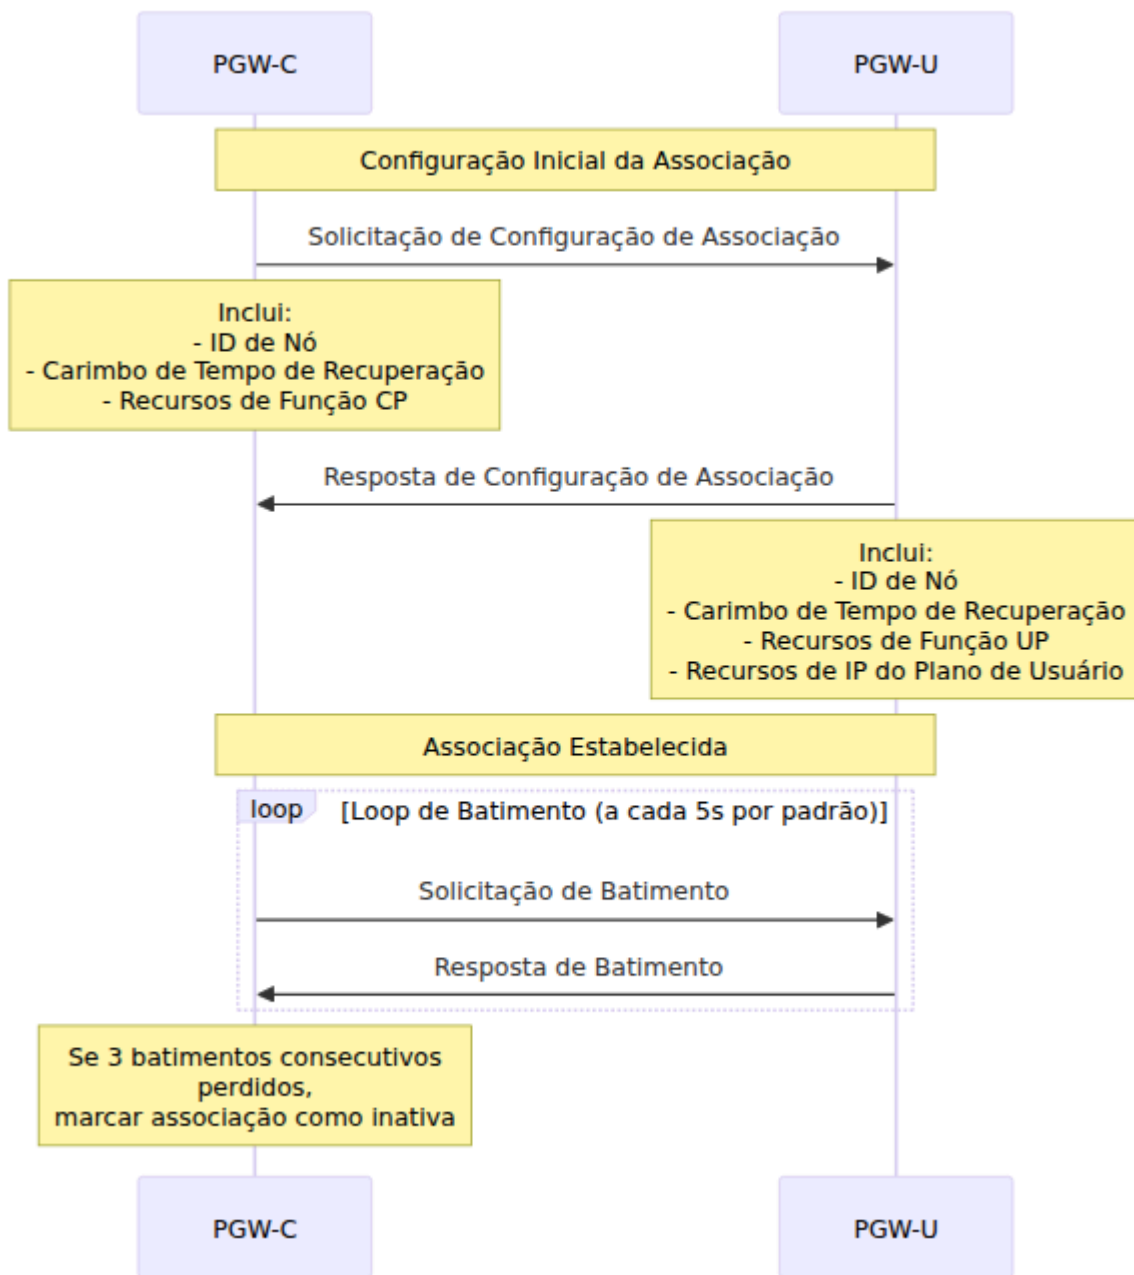 PGW-C
PGW-U
Configuração Inicial da Associação
Solicitação de Configuração de Associação
Inclui:
- ID de Nó
- Carimbo de Tempo de Recuperação
- Recursos de Função CP
Resposta de Configuração de Associação
Inclui:
- ID de Nó
- Carimbo de Tempo de Recuperação
- Recursos de Função UP
- Recursos de IP do Plano de Usuário
Associação Estabelecida
loop
[Loop de Batimento (a cada 5s por padrão)]
Solicitação de Batimento
Resposta de Batimento
Se 3 batimentos consecutivos
perdidos,
marcar associação como inativa
PGW-C
PGW-U